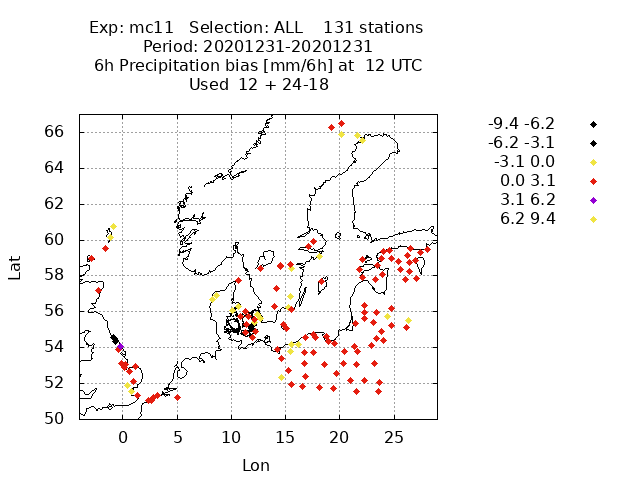 Exp: mc11 Selection: ALL 131 stations
Period: 20201231-20201231
6h Precipitation bias [mm/6h] at 12 UTC
Used 12 + 24-18
-9.4 -6.2
-6.2 -3.1
-3.1 0.0
0.0 3.1
3.1 6.2
6.2 9.4
66
64
62
60
58
56
54
52
50
Lat
0 5 10 15 20 25
Lon